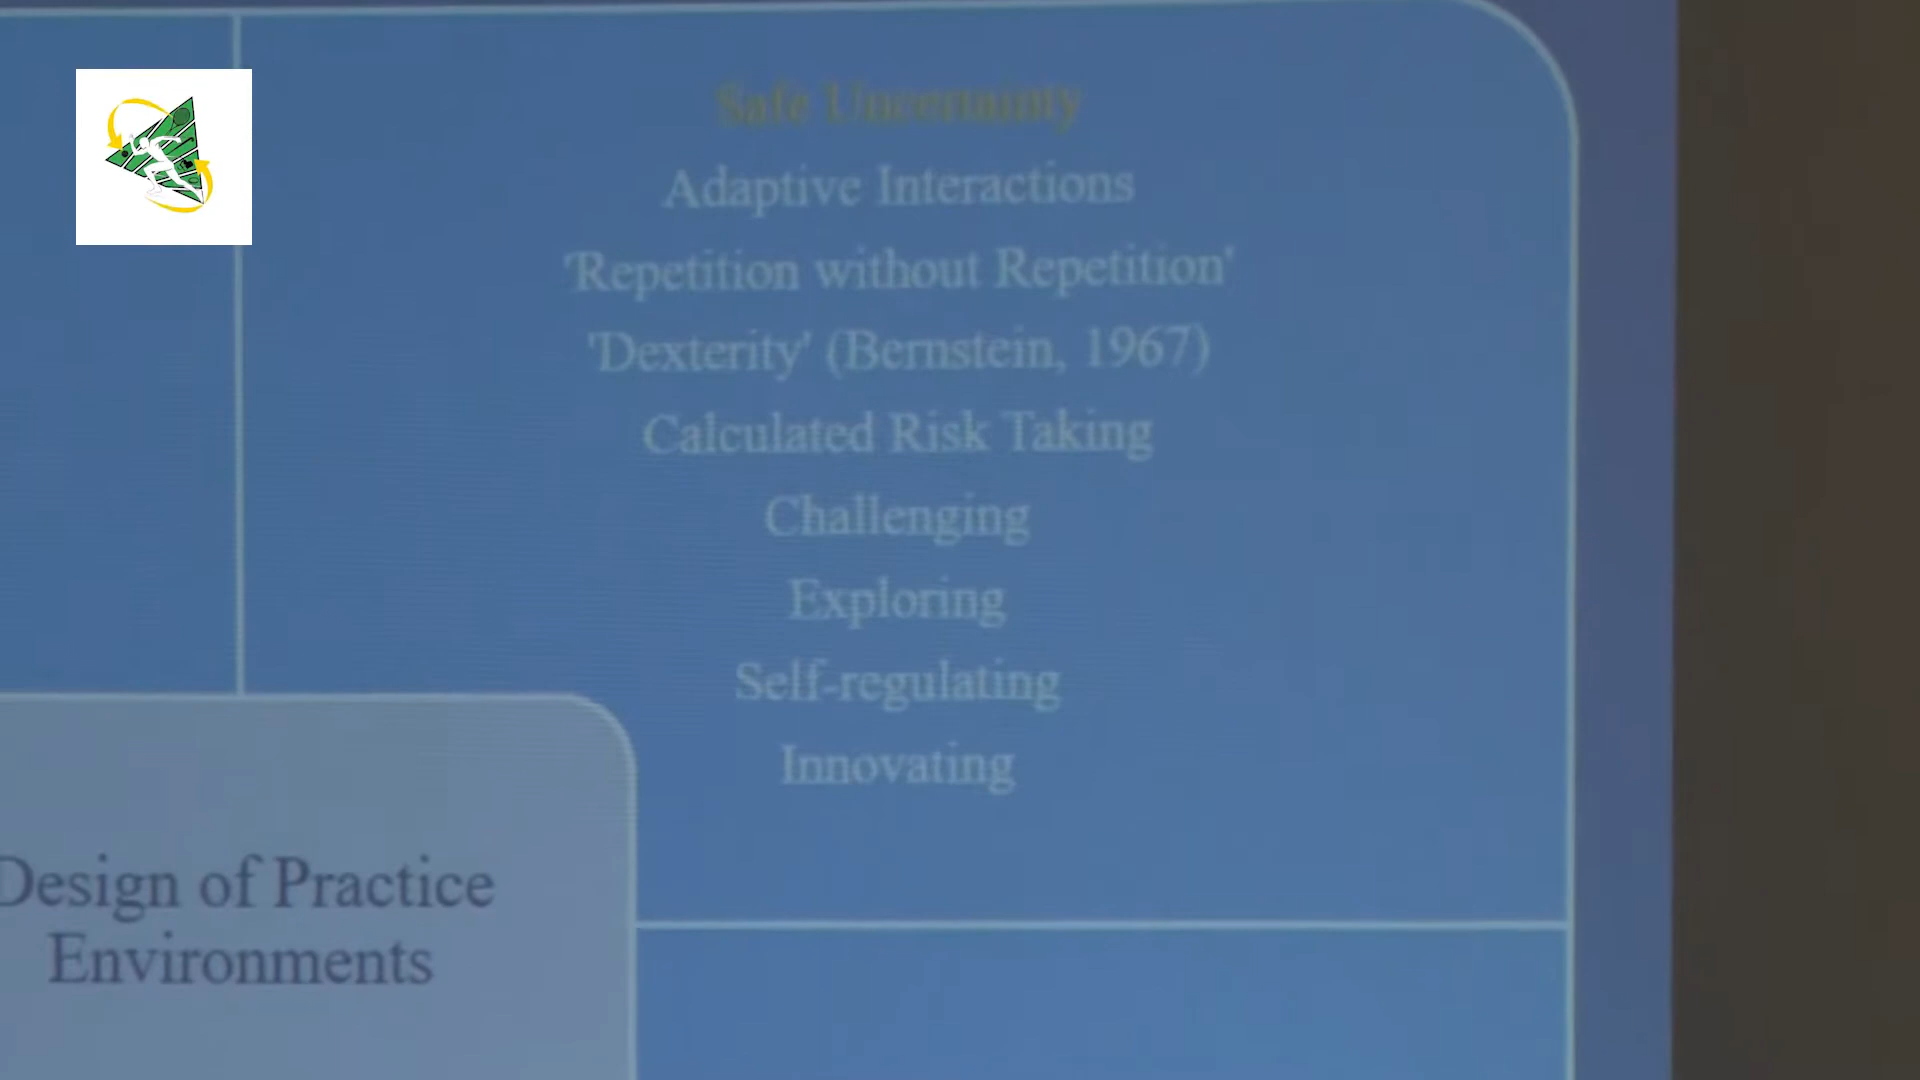 Safe Uncertainty
Adaptive Interactions
'Repetition without Repetition'
'Dexterity' (Bernstein, 1967)
Calculated Risk Taking
Challenging
Exploring
Self-regulating
Innovating
Design of Practice
Environments